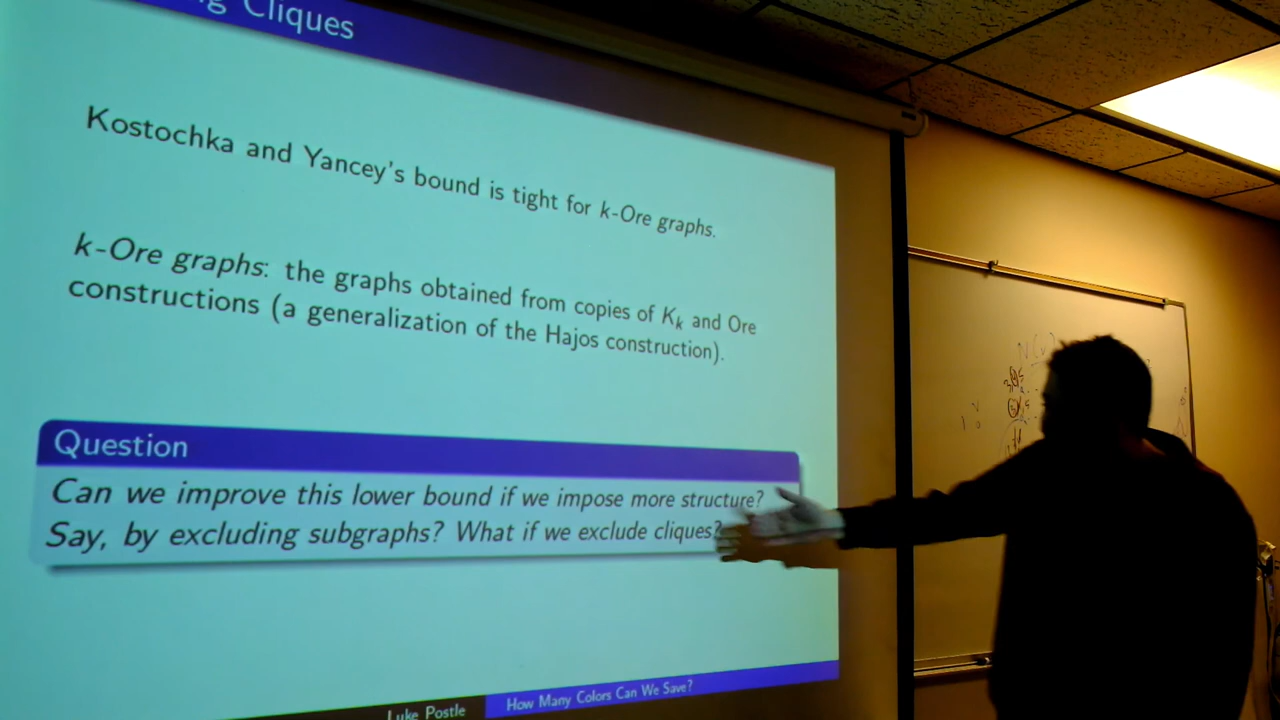 Cliques
Kostochka and Yancey's bound is tight for k-Ore graphs.
k-Ore graphs: the graphs obtained from copies of Kₖ and Ore
constructions (a generalization of the Hajos construction).
Question
Can we improve this lower bound if we impose more structure?
Say, by excluding subgraphs? What if we exclude cliques?
Luke Postle
How Many Colors Can We Save?
N(v)